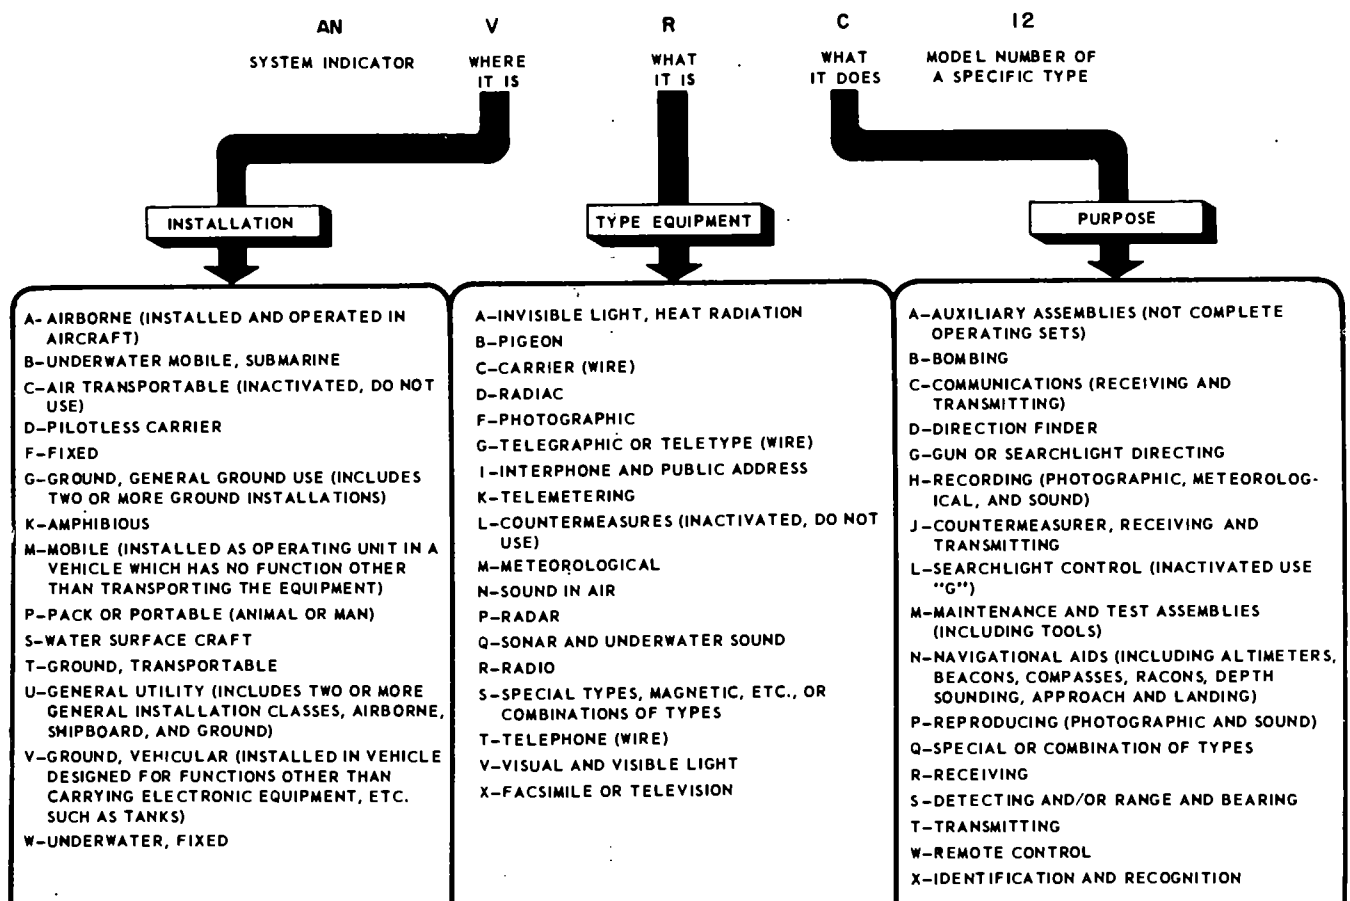 AN V R C 12
SYSTEM INDICATOR
WHERE
IT IS
WHAT
IT IS
WHAT
IT DOES
MODEL NUMBER OF
A SPECIFIC TYPE
INSTALLATION
TYPE EQUIPMENT
PURPOSE
A-AIRBORNE (INSTALLED AND OPERATED IN
AIRCRAFT)
B-UNDERWATER MOBILE, SUBMARINE
C-AIR TRANSPORTABLE (INACTIVATED, DO NOT
USE)
D-PILOTLESS CARRIER
F-FIXED
G-GROUND, GENERAL GROUND USE (INCLUDES
TWO OR MORE GROUND INSTALLATIONS)
K-AMPHIBIOUS
M-MOBILE (INSTALLED AS OPERATING UNIT IN A
VEHICLE WHICH HAS NO FUNCTION OTHER
THAN TRANSPORTING THE EQUIPMENT)
P-PACK OR PORTABLE (ANIMAL OR MAN)
S-WATER SURFACE CRAFT
T-GROUND, TRANSPORTABLE
U-GENERAL UTILITY (INCLUDES TWO OR MORE
GENERAL INSTALLATION CLASSES, AIRBORNE,
SHIPBOARD, AND GROUND)
V-GROUND, VEHICULAR (INSTALLED IN VEHICLE
DESIGNED FOR FUNCTIONS OTHER THAN
CARRYING ELECTRONIC EQUIPMENT, ETC.
SUCH AS TANKS)
W-UNDERWATER, FIXED
A-INVISIBLE LIGHT, HEAT RADIATION
B-PIGEON
C-CARRIER (WIRE)
D-RADIAC
F-PHOTOGRAPHIC
G-TELEGRAPHIC OR TELETYPE (WIRE)
I-INTERPHONE AND PUBLIC ADDRESS
K-TELEMETERING
L-COUNTERMEASURES (INACTIVATED, DO NOT
USE)
M-METEOROLOGICAL
N-SOUND IN AIR
P-RADAR
Q-SONAR AND UNDERWATER SOUND
R-RADIO
S-SPECIAL TYPES, MAGNETIC, ETC., OR
COMBINATIONS OF TYPES
T-TELEPHONE (WIRE)
V-VISUAL AND VISIBLE LIGHT
X-FACSIMILE OR TELEVISION
A-AUXILIARY ASSEMBLIES (NOT COMPLETE
OPERATING SETS)
B-BOMBING
C-COMMUNICATIONS (RECEIVING AND
TRANSMITTING)
D-DIRECTION FINDER
G-GUN OR SEARCHLIGHT DIRECTING
H-RECORDING (PHOTOGRAPHIC, METEOROLOG-
ICAL, AND SOUND)
J-COUNTERMEASURER, RECEIVING AND
TRANSMITTING
L-SEARCHLIGHT CONTROL (INACTIVATED USE
"G")
M-MAINTENANCE AND TEST ASSEMBLIES
(INCLUDING TOOLS)
N-NAVIGATIONAL AIDS (INCLUDING ALTIMETERS,
BEACONS, COMPASSES, RACONS, DEPTH
SOUNDING, APPROACH AND LANDING)
P-REPRODUCING (PHOTOGRAPHIC AND SOUND)
Q-SPECIAL OR COMBINATION OF TYPES
R-RECEIVING
S-DETECTING AND/OR RANGE AND BEARING
T-TRANSMITTING
W-REMOTE CONTROL
X-IDENTIFICATION AND RECOGNITION